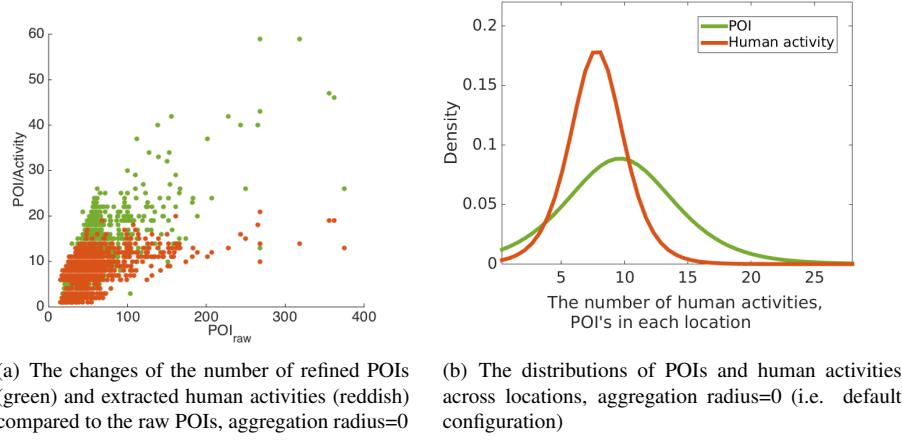 60
50
40
30
20
10
0
POI/Activity
0 100 200 300 400
POIraw
0.2
0.15
0.1
0.05
0
Density
POI
Human activity
5 10 15 20 25
The number of human activities,
POI's in each location
(a) The changes of the number of refined POIs
(green) and extracted human activities (reddish)
compared to the raw POIs, aggregation radius=0
(b) The distributions of POIs and human activities
across locations, aggregation radius=0 (i.e. default
configuration)